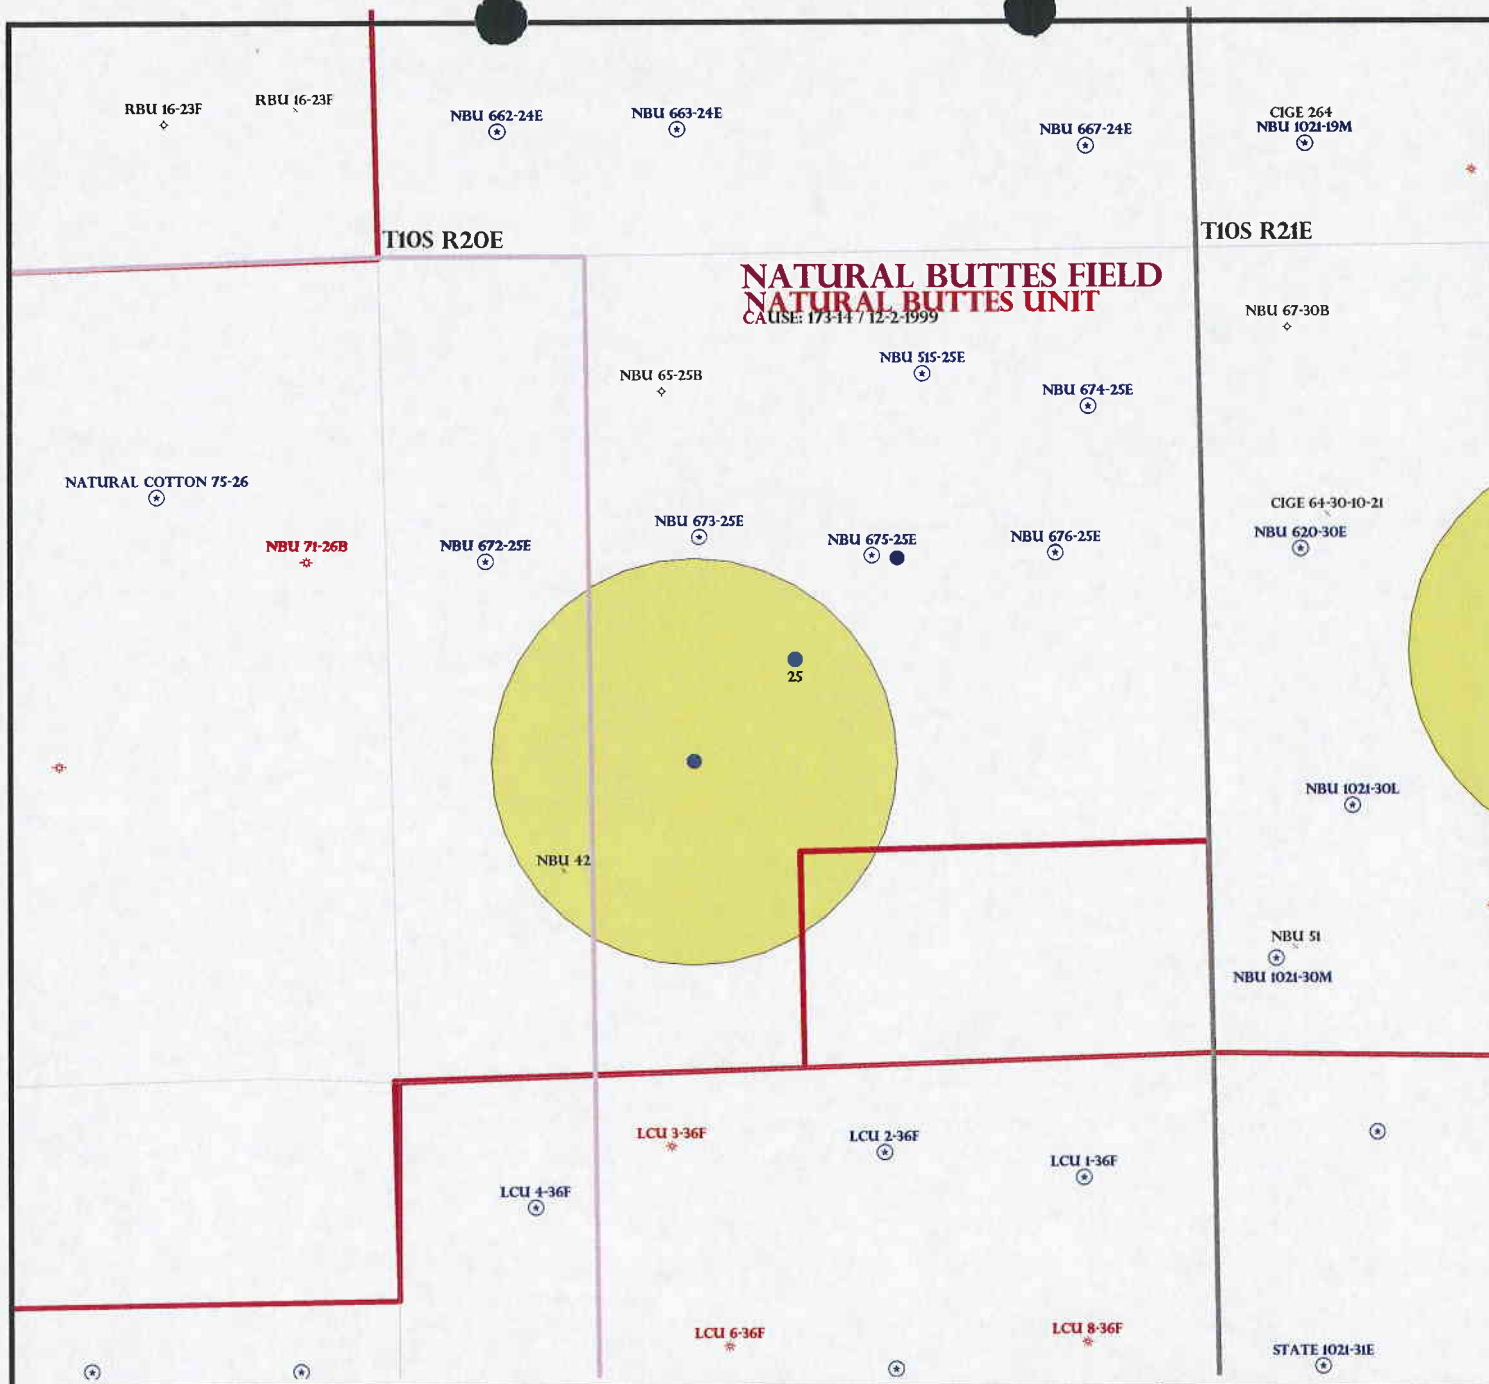 RBU 16-23F
RBU 16-23F
NBU 662-24E
NBU 663-24E
NBU 667-24E
CIGE 264
NBU 1021-19M
T10S R20E
T10S R21E
NATURAL BUTTES FIELD
NATURAL BUTTES UNIT
CAUSE: 173-14 / 12-2-1999
NBU 67-30B
NBU 515-25E
NBU 65-25B
NBU 674-25E
NATURAL COTTON 75-26
CIGE 64-30-10-21
NBU 673-25E
NBU 620-30E
NBU 71-26B
NBU 672-25E
NBU 675-25E
NBU 676-25E
25
NBU 1021-30L
NBU 42
NBU 51
NBU 1021-30M
LCU 3-36F
LCU 2-36F
LCU 1-36F
LCU 4-36F
LCU 6-36F
LCU 8-36F
STATE 1021-31E